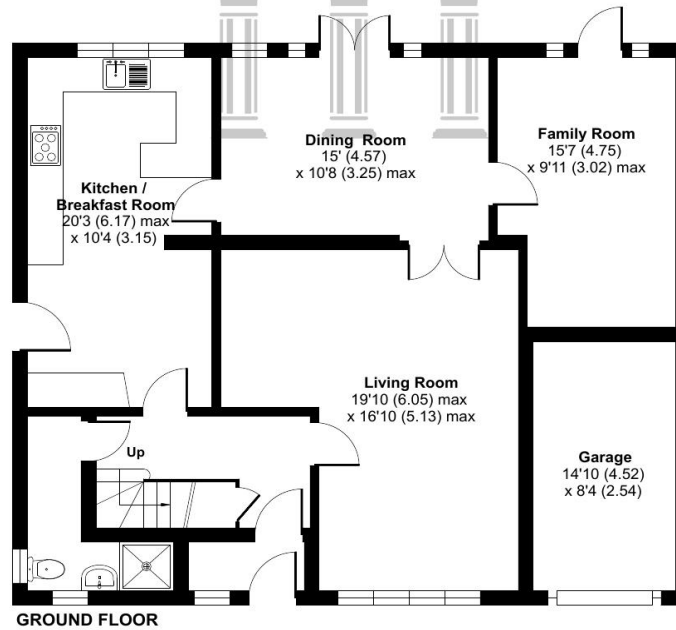 Dining Room
15' (4.57)
x 10'8 (3.25) max
Family Room
15'7 (4.75)
x 9'11 (3.02) max
Kitchen /
Breakfast Room
20'3 (6.17) max
x 10'4 (3.15)
Living Room
19'10 (6.05) max
x 16'10 (5.13) max
Up
Garage
14'10 (4.52)
x 8'4 (2.54)
GROUND FLOOR